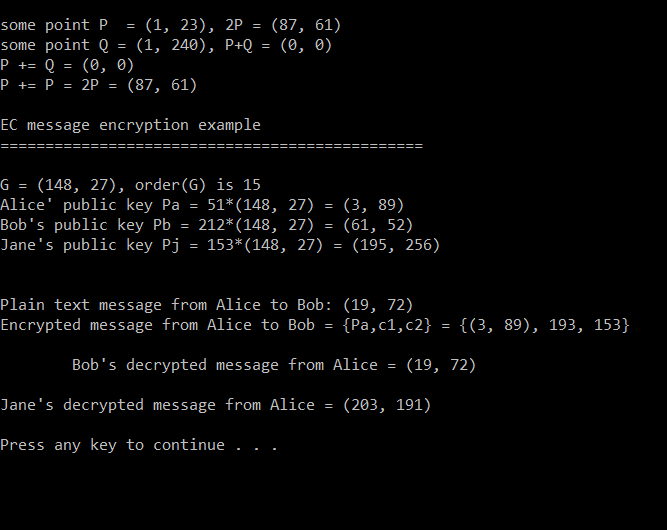 some point P  = (1, 23), 2P = (87, 61)
some point Q = (1, 240), P+Q = (0, 0)
P += Q = (0, 0)
P += P = 2P = (87, 61)
EC message encryption example
===============================================
G = (148, 27), order(G) is 15
Alice' public key Pa = 51*(148, 27) = (3, 89)
Bob's public key Pb = 212*(148, 27) = (61, 52)
Jane's public key Pj = 153*(148, 27) = (195, 256)
Plain text message from Alice to Bob: (19, 72)
Encrypted message from Alice to Bob = {Pa,c1,c2} = {(3, 89), 193, 153}
Bob's decrypted message from Alice = (19, 72)
Jane's decrypted message from Alice = (203, 191)
Press any key to continue . . .